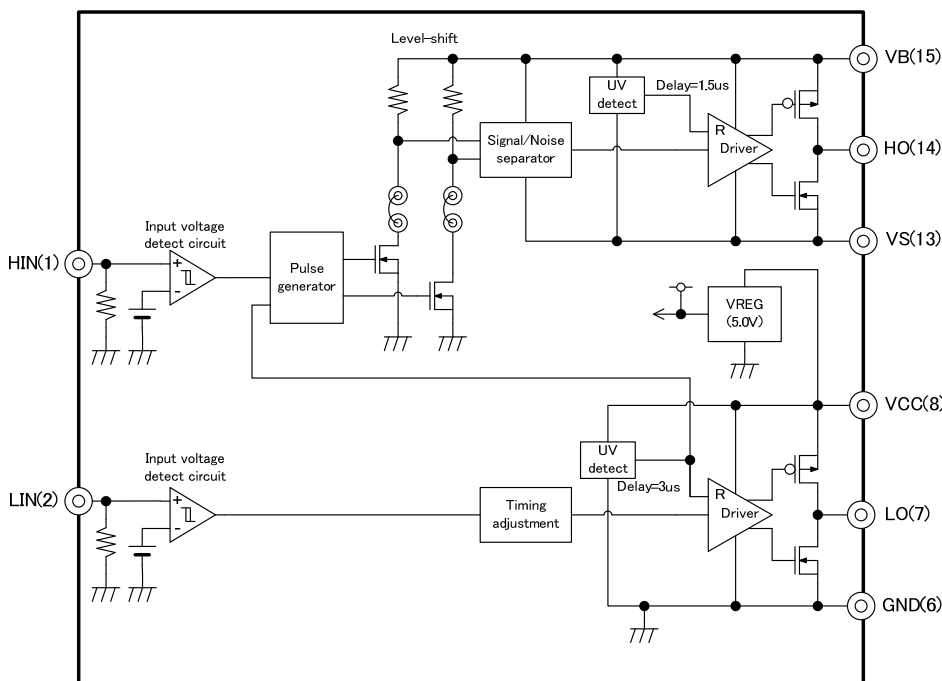 Level-shift
VB(15)
UV
detect
Delay=1.5us
R
Driver
Signal/Noise
separator
HO(14)
Input voltage
detect circuit
VS(13)
HIN(1)
+
-
Pulse
generator
VREG
(5.0V)
VCC(8)
Input voltage
detect circuit
UV
detect
Delay=3us
LIN(2)
+
-
Timing
adjustment
R
Driver
LO(7)
GND(6)